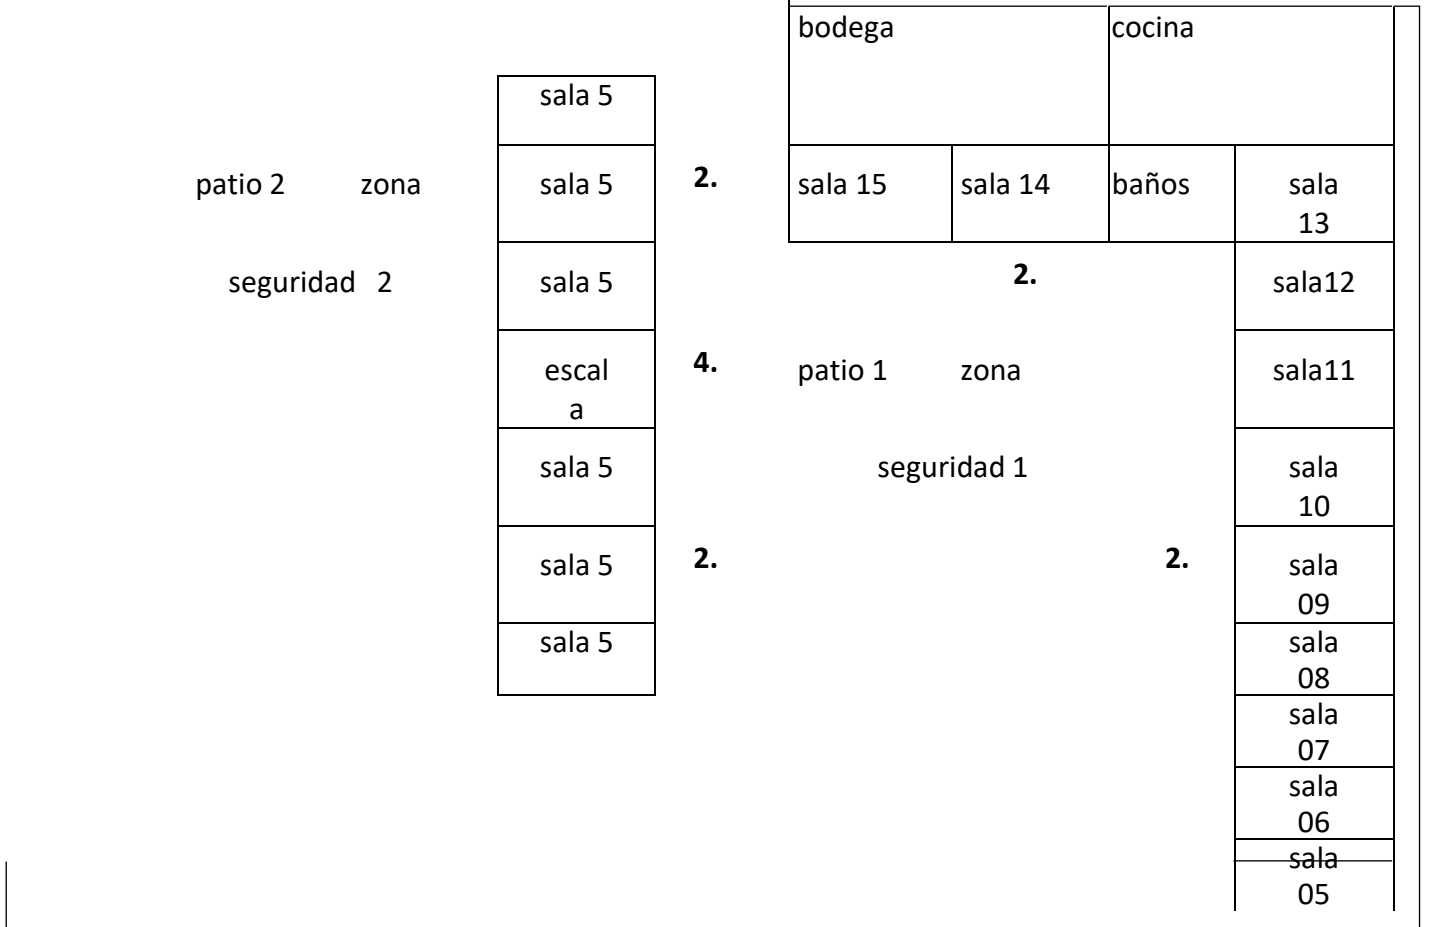 bodega cocina
sala 5
patio 2 zona sala 5 2. sala 15 sala 14 baños sala
13
seguridad 2 sala 5 2. sala12
escal 4. patio 1 zona sala11
a
sala 5 seguridad 1 sala
10
sala 5 2. 2. sala
09
sala 5 sala
08
sala
07
sala
06
sala
05